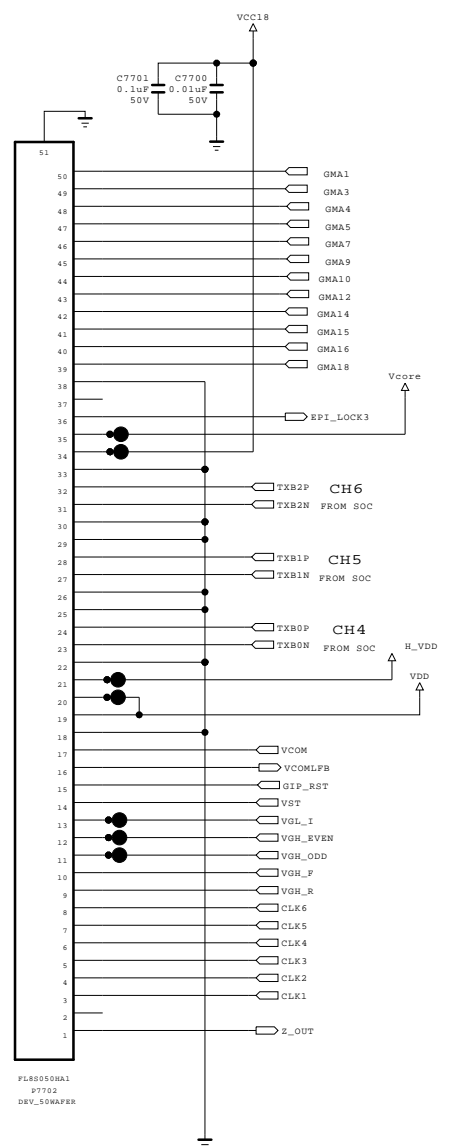 VCC18
C7701
0.1uF
50V
C7700
0.01uF
50V
51
50
GMA1
49
GMA3
48
GMA4
47
GMA5
46
GMA7
45
GMA9
44
GMA10
43
GMA12
42
GMA14
41
GMA15
40
GMA16
39
GMA18
38
Vcore
37
36
EPI_LOCK3
35
34
33
32
TXB2P
CH6
31
TXB2N
FROM SOC
30
29
28
TXB1P
CH5
27
TXB1N
FROM SOC
26
25
24
TXB0P
CH4
23
TXB0N
FROM SOC
H_VDD
22
21
VDD
20
19
18
17
VCOM
16
VCOMLFB
15
GIP_RST
14
VST
13
VGL_I
12
VGH_EVEN
11
VGH_ODD
10
VGH_F
9
VGH_R
8
CLK6
7
CLK5
6
CLK4
5
CLK3
4
CLK2
3
CLK1
2
1
Z_OUT
FL8S050HA1
P7702
DEV_50WAFER